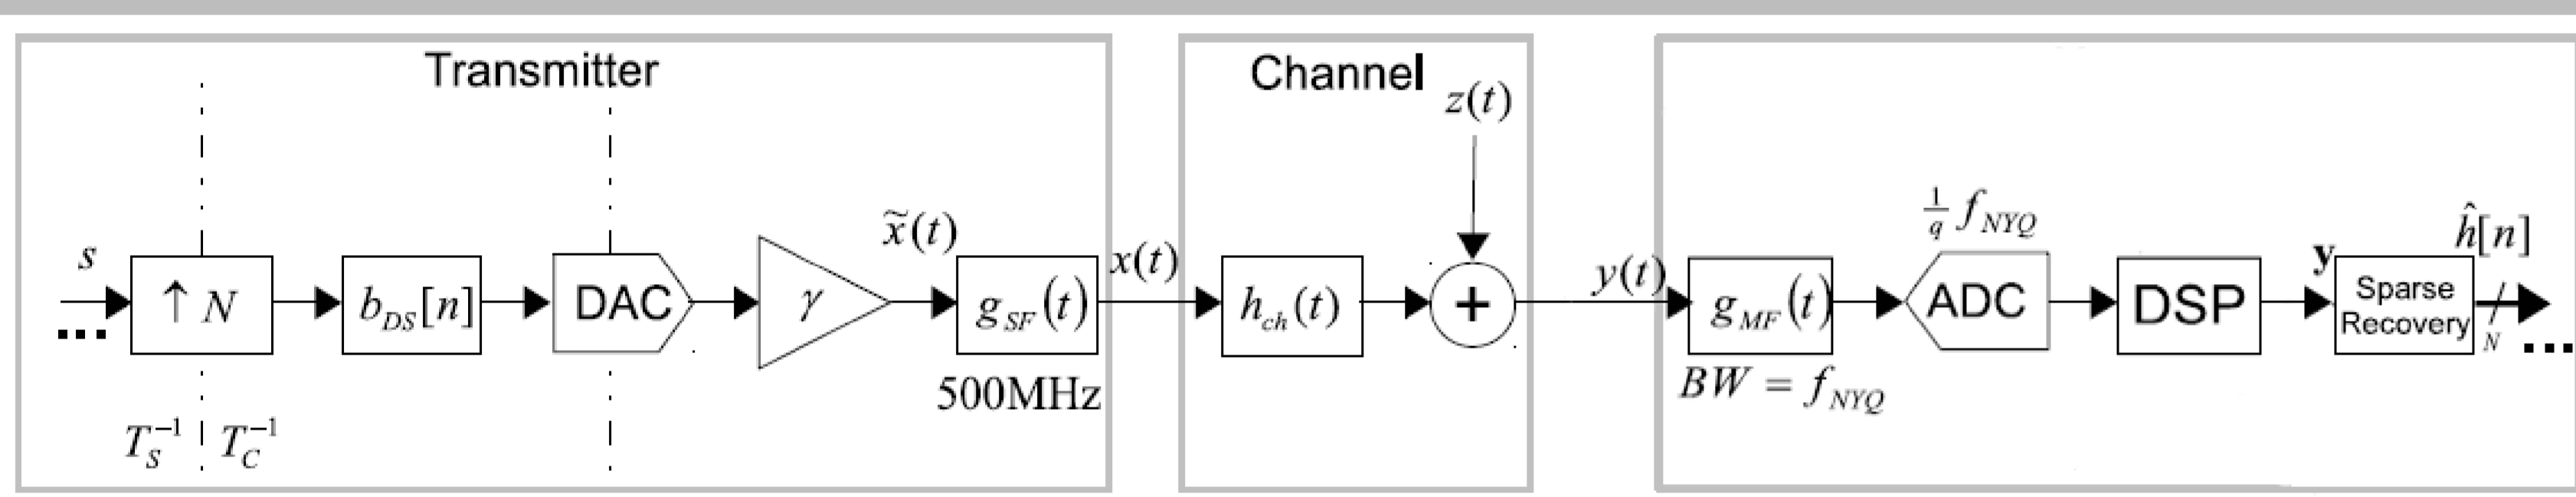 Transmitter
s
↑ N
b_DS[n]
DAC
γ
x̃(t)
g_SF(t)
500MHz
T_S^-1
T_C^-1
x(t)
Channel
z(t)
h_ch(t)
+
y(t)
g_MF(t)
BW = f_NYQ
1/q f_NYQ
ADC
DSP
y
Sparse
Recovery
ĥ[n]
N